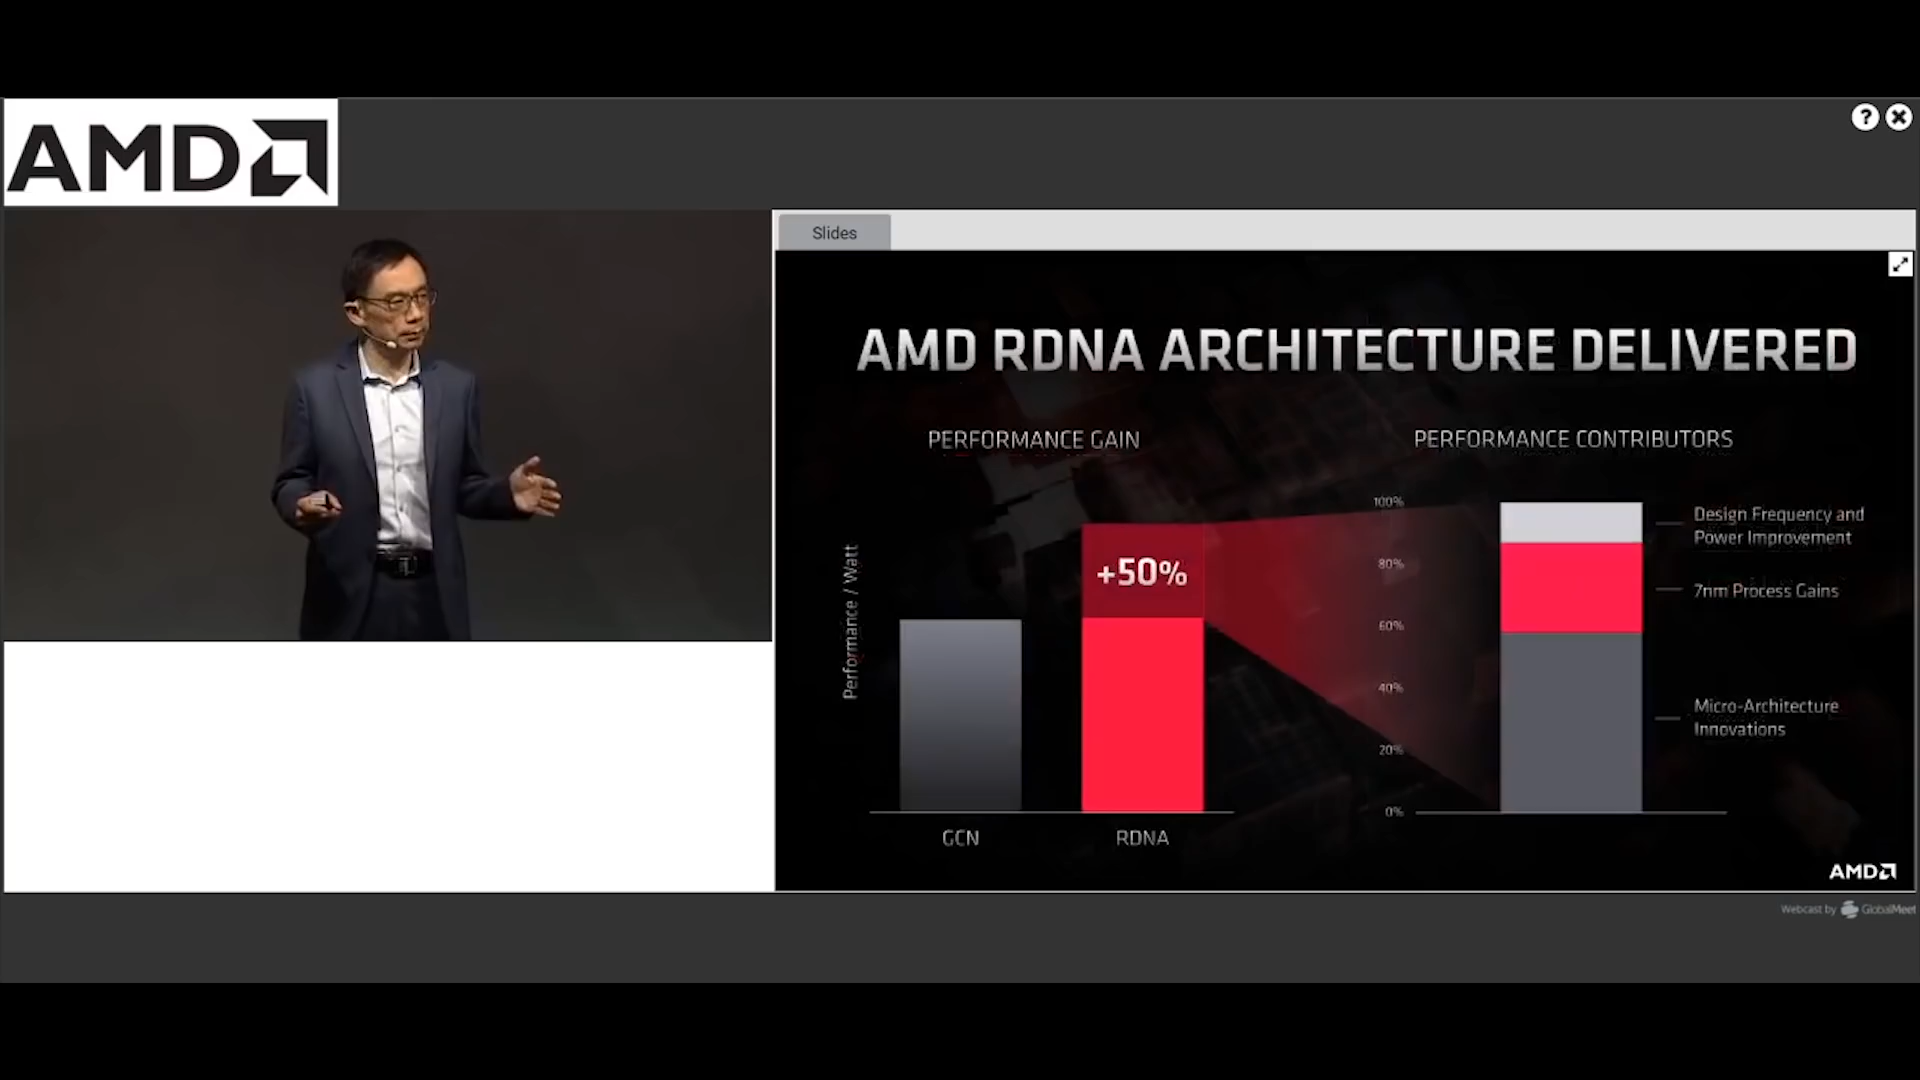 AMD
Slides
AMD RDNA ARCHITECTURE DELIVERED
PERFORMANCE GAIN
Performance / Watt
+50%
GCN
RDNA
PERFORMANCE CONTRIBUTORS
100%
80%
60%
40%
20%
0%
Design Frequency and
Power Improvement
7nm Process Gains
Micro-Architecture
Innovations
AMD
Webcast by GlobalMeet